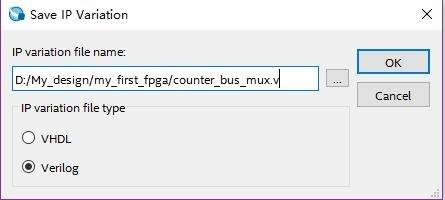 Save IP Variation
IP variation file name:
D:/My_design/my_first_fpga/counter_bus_mux.v
...
OK
Cancel
IP variation file type
VHDL
Verilog